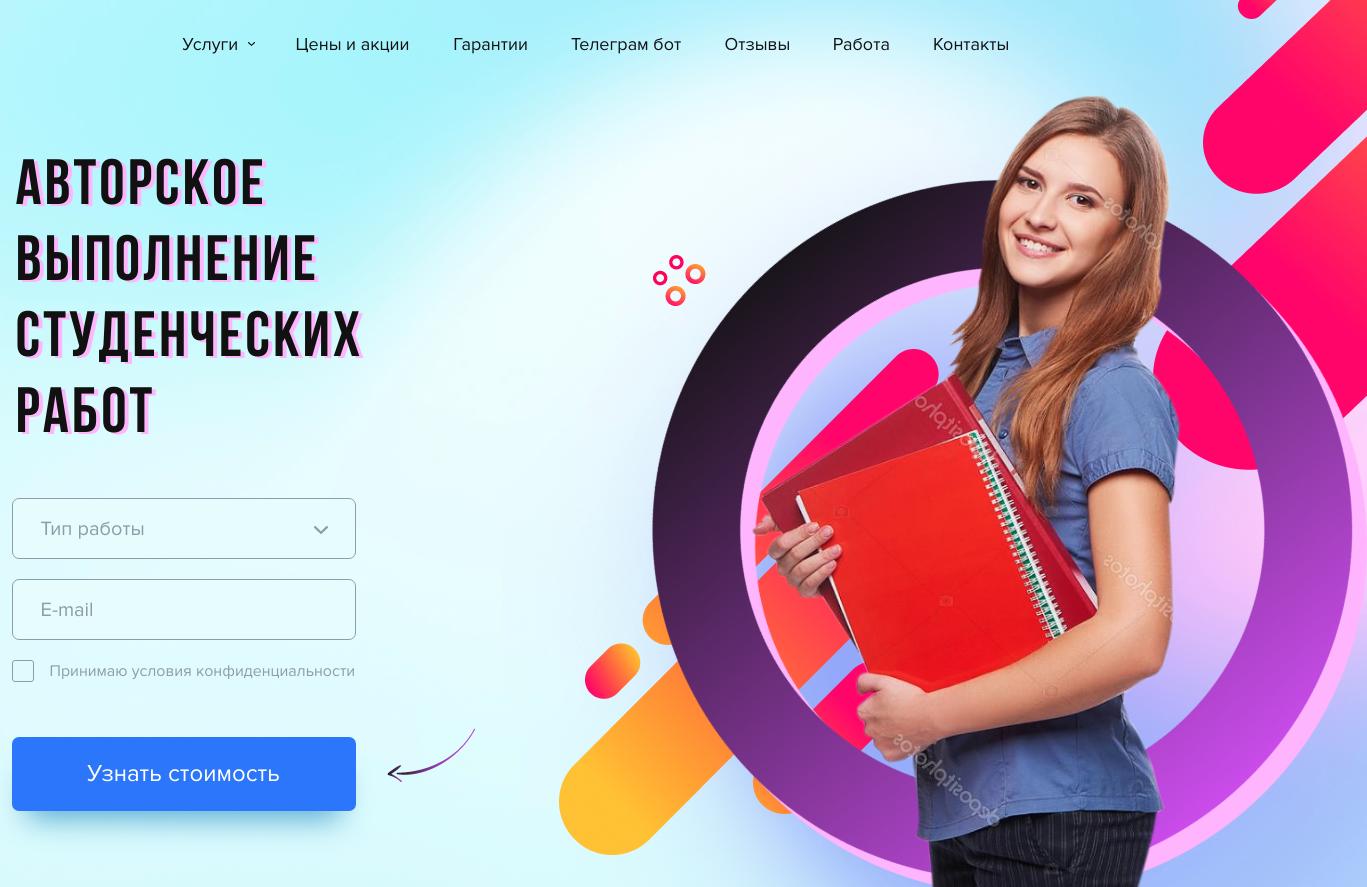 Услуги
Цены и акции
Гарантии
Телеграм бот
Отзывы
Работа
Контакты
АВТОРСКОЕ
ВЫПОЛНЕНИЕ
СТУДЕНЧЕСКИХ
РАБОТ
Тип работы
E-mail
Принимаю условия конфиденциальности
Узнать стоимость